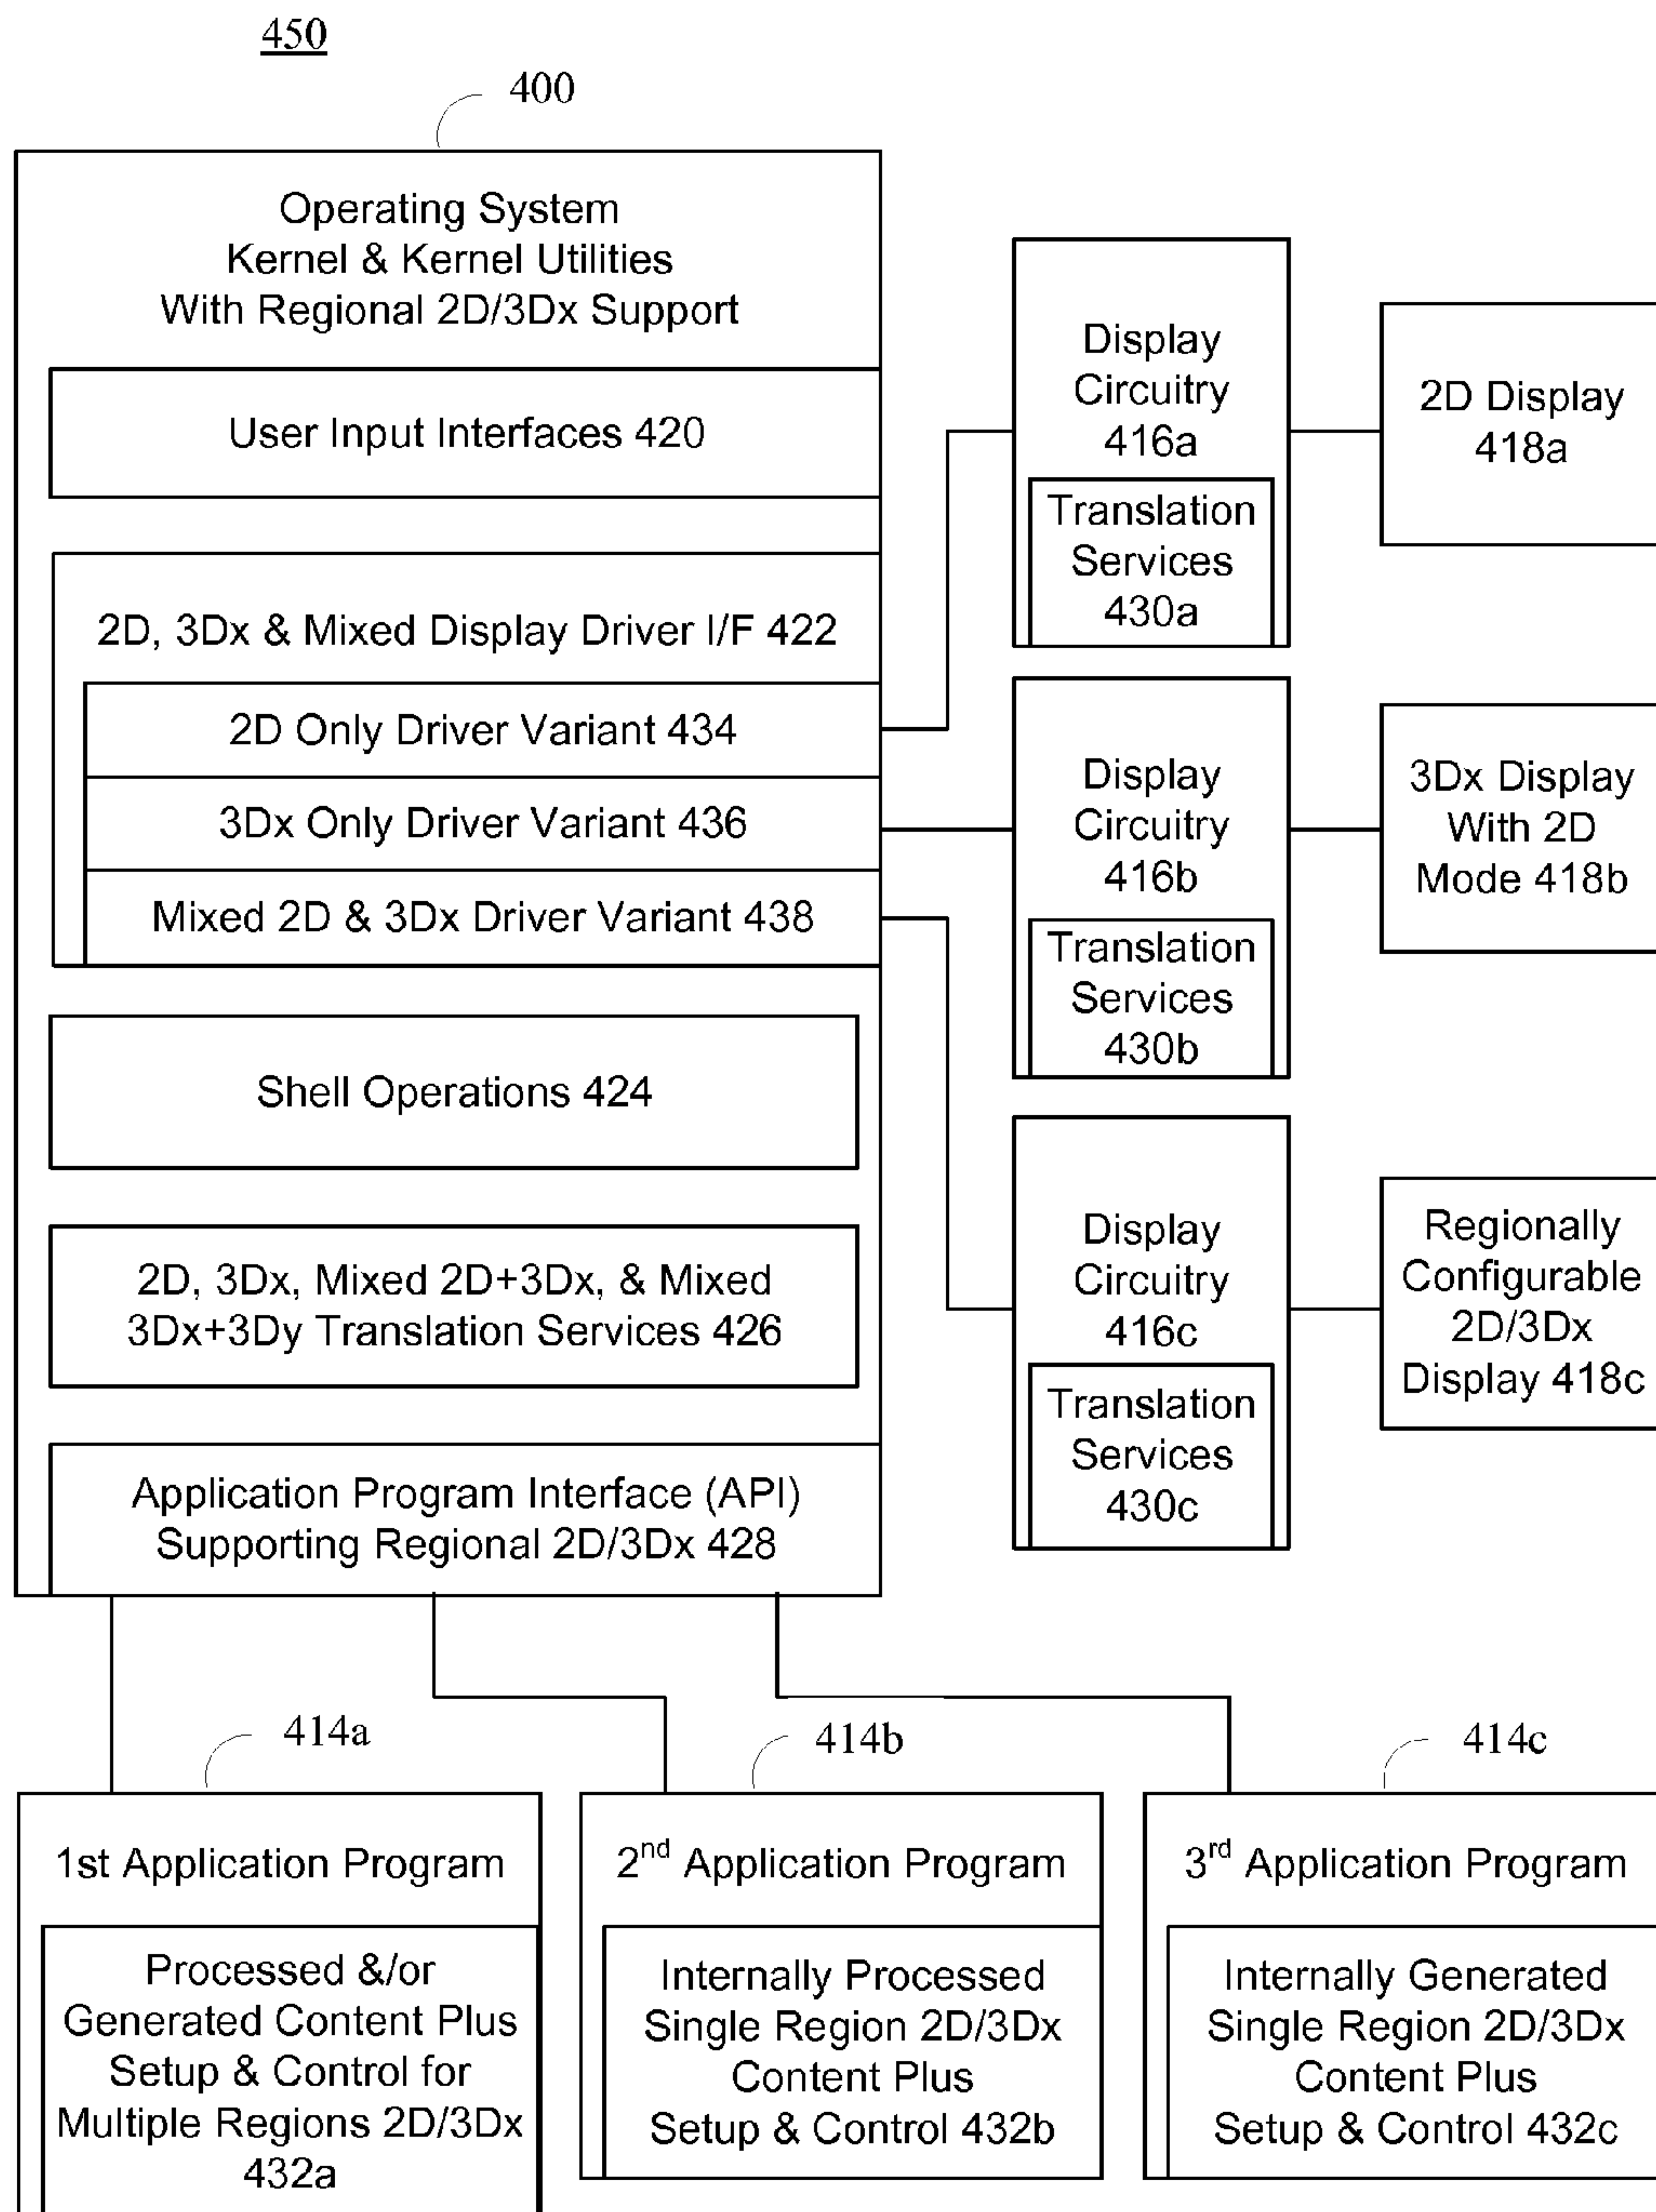 450
400
Operating System
Kernel & Kernel Utilities
With Regional 2D/3Dx Support
User Input Interfaces 420
2D, 3Dx & Mixed Display Driver I/F 422
2D Only Driver Variant 434
3Dx Only Driver Variant 436
Mixed 2D & 3Dx Driver Variant 438
Shell Operations 424
2D, 3Dx, Mixed 2D+3Dx, & Mixed
3Dx+3Dy Translation Services 426
Application Program Interface (API)
Supporting Regional 2D/3Dx 428
Display
Circuitry
416a
Translation
Services
430a
2D Display
418a
Display
Circuitry
416b
Translation
Services
430b
3Dx Display
With 2D
Mode 418b
Display
Circuitry
416c
Translation
Services
430c
Regionally
Configurable
2D/3Dx
Display 418c
414a
1st Application Program
Processed &/or
Generated Content Plus
Setup & Control for
Multiple Regions 2D/3Dx
432a
414b
2nd Application Program
Internally Processed
Single Region 2D/3Dx
Content Plus
Setup & Control 432b
414c
3rd Application Program
Internally Generated
Single Region 2D/3Dx
Content Plus
Setup & Control 432c